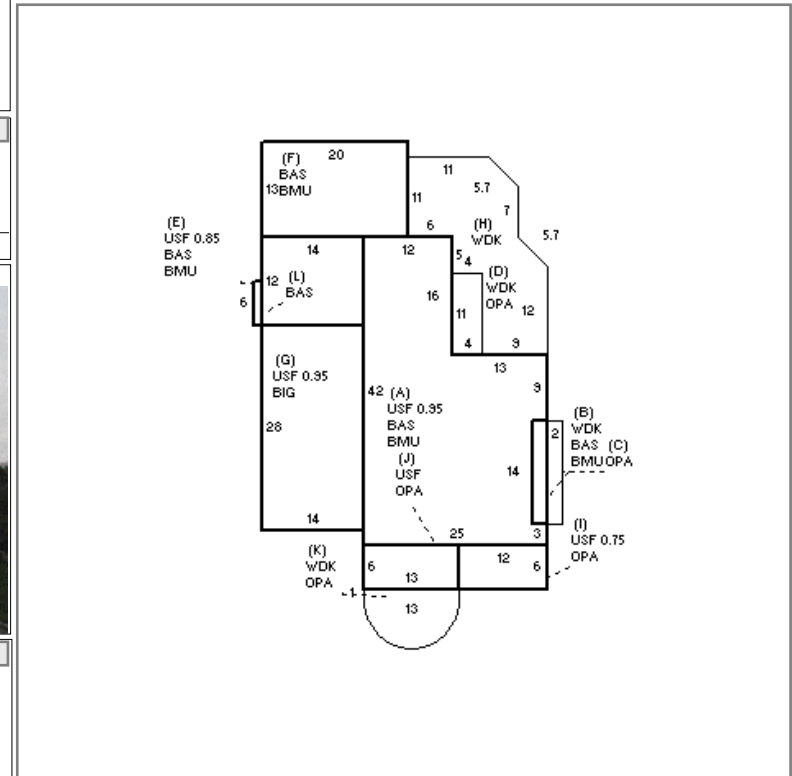 (F)
BAS
BMU
20
13
11
11
5.7
7
5.7
6
(H)
WDK
(E)
USF 0.85
BAS
BMU
14
12
5
4
(D)
WDK
OPA
12
(L)
BAS
6
16
11
12
4
9
13
9
(G)
USF 0.95
BIG
28
14
42
(A)
USF 0.95
BAS
BMU
(J)
USF
OPA
(B)
WDK
BAS
BMU
(C)
OPA
2
14
25
3
(I)
USF 0.75
OPA
(K)
WDK
OPA
6
13
12
6
1
13